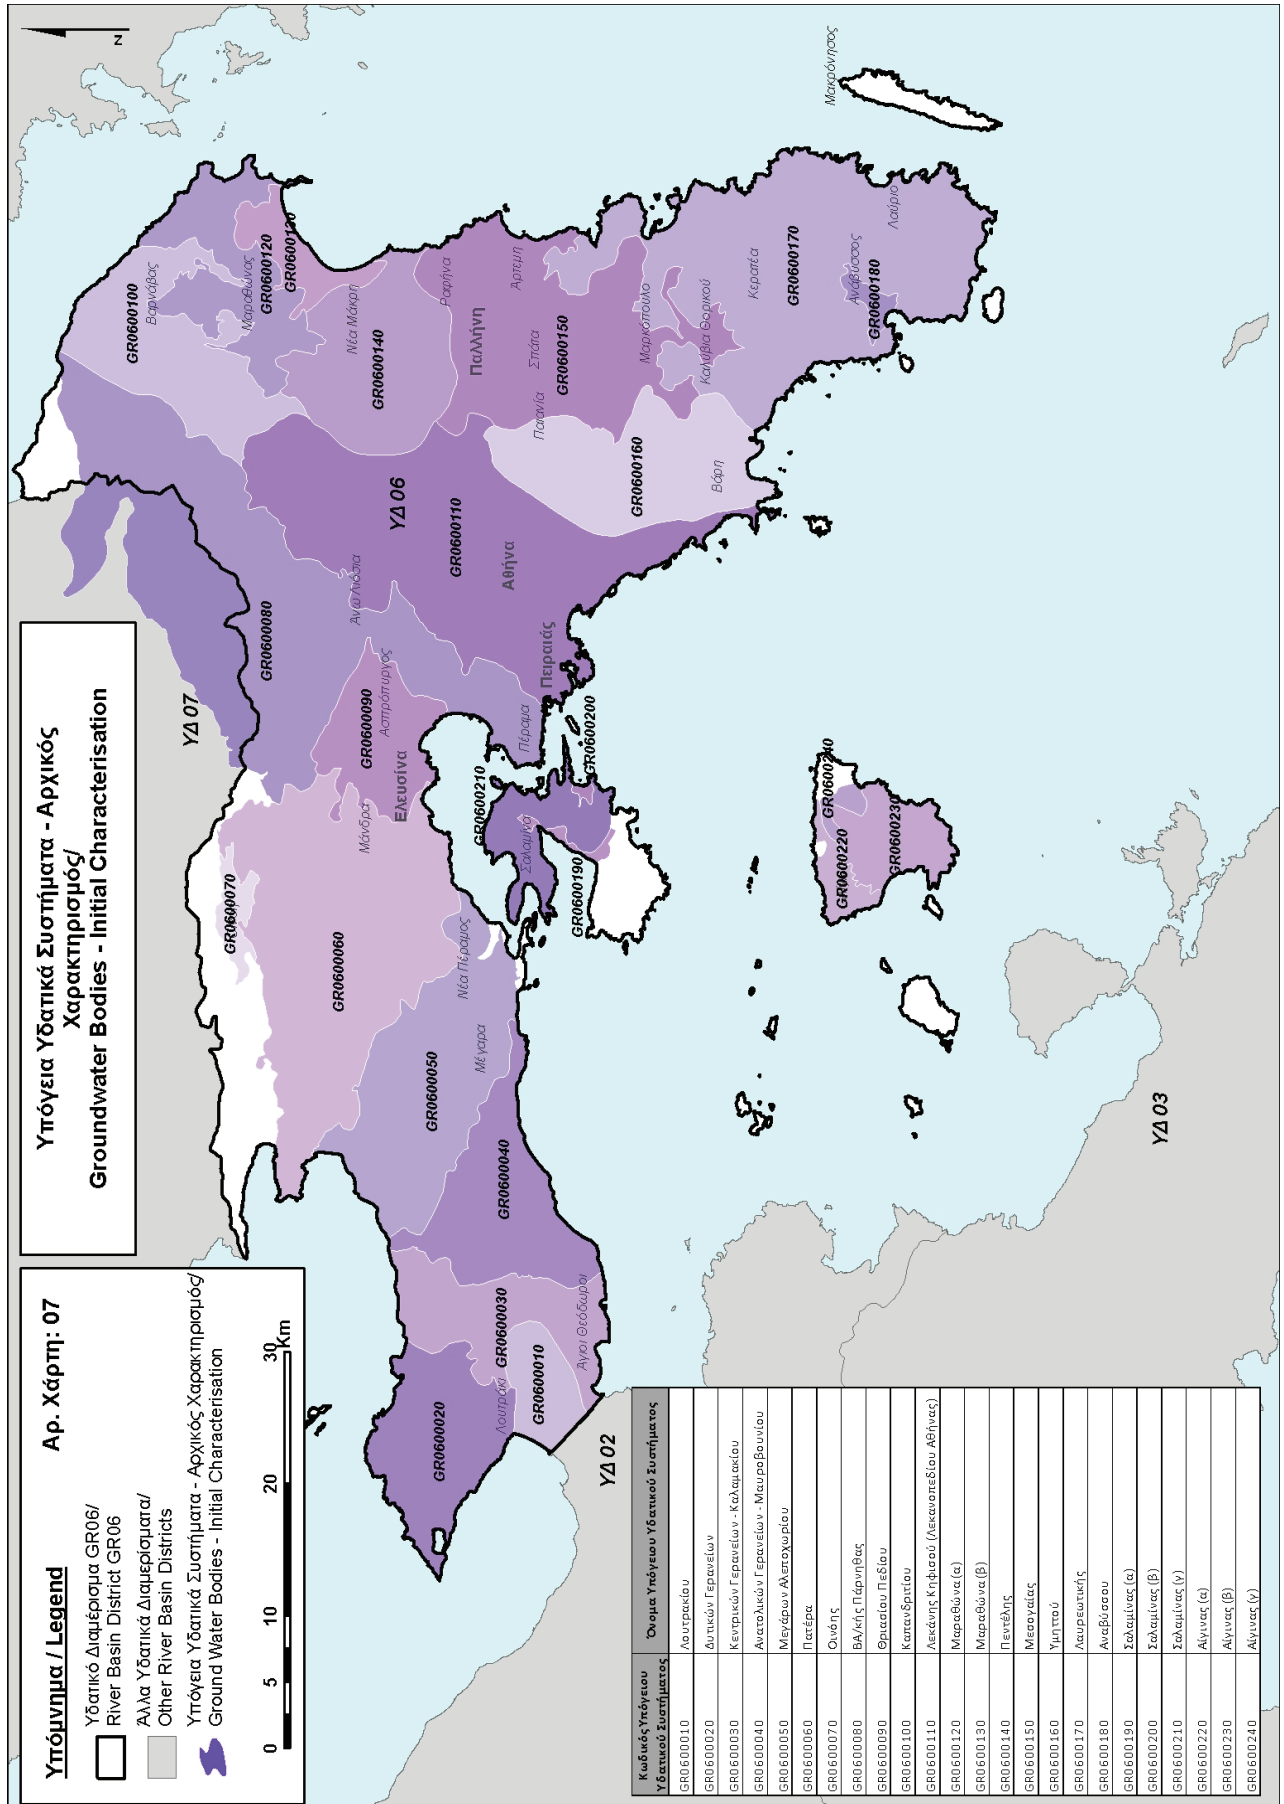 Υπόγεια Υδατικά Συστήματα - Αρχικός
Χαρακτηρισμός/
Groundwater Bodies - Initial Characterisation
Υπόμνημα / Legend
Αρ. Χάρτη: 07
Υδατικό Διαμέρισμα GR06/
River Basin District GR06
Άλλα Υδατικά Διαμερίσματα/
Other River Basin Districts
Υπόγεια Υδατικά Συστήματα - Αρχικός Χαρακτηρισμός/
Ground Water Bodies - Initial Characterisation
0 5 10 20 30 Km
Κωδικός Υπόγειου Υδατικού Συστήματος Όνομα Υπόγειου Υδατικού Συστήματος
GR0600010 Λουτρακίου
GR0600020 Δυτικών Γερανείων
GR0600030 Κεντρικών Γερανείων - Καλαμακίου
GR0600040 Ανατολικών Γερανείων - Μαυροβουνίου
GR0600050 Μεγάρων Αλεποχωρίου
GR0600060 Πατέρα
GR0600070 Οινόης
GR0600080 ΒΑ/κής Πάρνηθας
GR0600090 Θριασίου Πεδίου
GR0600100 Καπανδριτίου
GR0600110 Λεκάνης Κηφισού (Λεκανοπεδίου Αθήνας)
GR0600120 Μαραθώνα (α)
GR0600130 Μαραθώνα (β)
GR0600140 Πεντέλης
GR0600150 Μεσογαίας
GR0600160 Υμηττού
GR0600170 Λαυρεωτικής
GR0600180 Αναβύσσου
GR0600190 Σαλαμίνας (α)
GR0600200 Σαλαμίνας (β)
GR0600210 Σαλαμίνας (γ)
GR0600220 Αίγινας (α)
GR0600230 Αίγινας (β)
GR0600240 Αίγινας (γ)
Z
ΥΔ 07
ΥΔ 06
ΥΔ 02
ΥΔ 03
GR0600100
Βαρνάβας
Μαραθώνας
GR0600120
GR0600130
Νέα Μάκρη
GR0600140
Ραφήνα
Παλλήνη
Άρτεμη
Σπάτα
GR0600150
Παιανία
Μαρκόπουλο
Καλύβια Θορικού
Κερατέα
GR0600170
Ανάβυσσος
GR0600180
Λαύριο
Μακρόνησος
GR0600160
Βάρη
GR0600110
Αθήνα
Άνω Λιόσια
GR0600080
GR0600090
Ασπρόπυργος
Ελευσίνα
Μάνδρα
Πειραιάς
Πέραμα
GR0600200
GR0600210
Σαλαμίνα
GR0600190
GR0600070
GR0600060
Νέα Πέραμος
GR0600050
Μέγαρα
GR0600040
GR0600030
Άγιοι Θεόδωροι
Λουτράκι
GR0600010
GR0600020
GR0600240
GR0600220
GR0600230